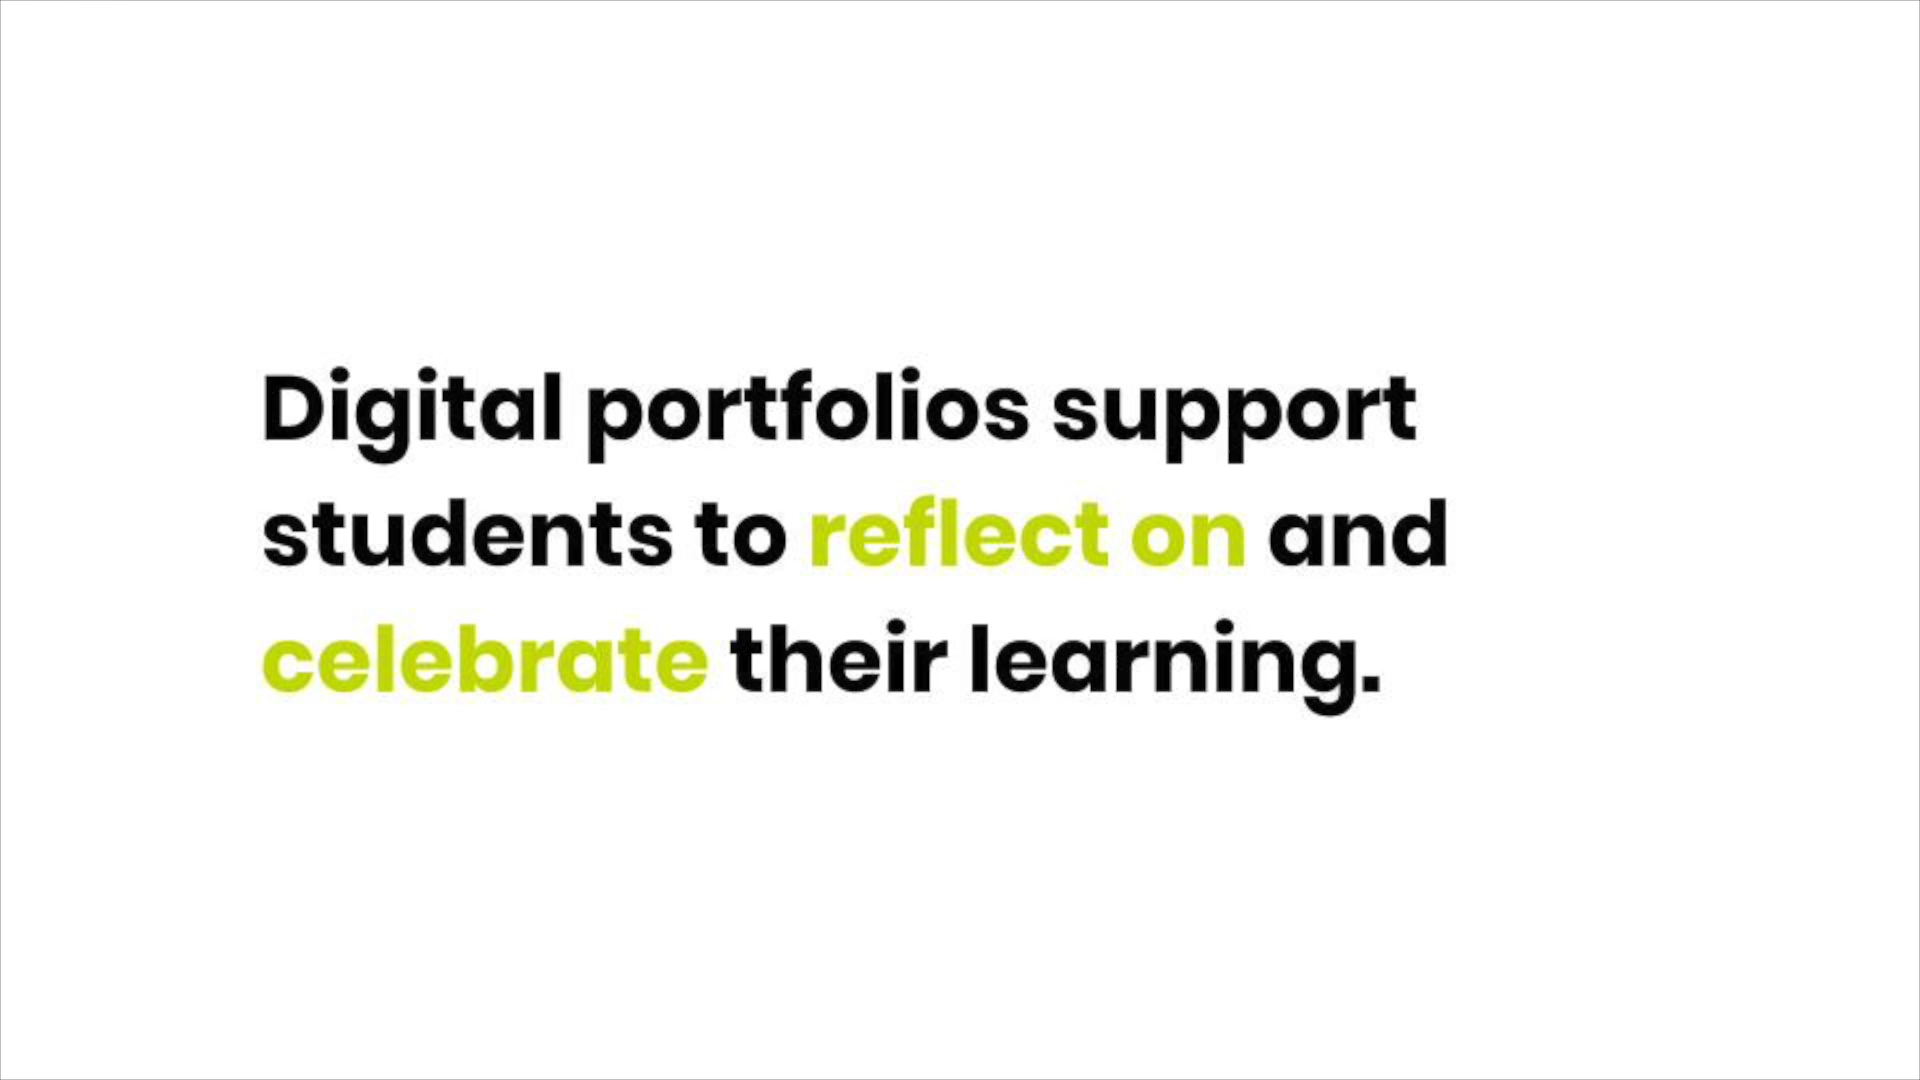 Digital portfolios support
students to reflect on and
celebrate their learning.